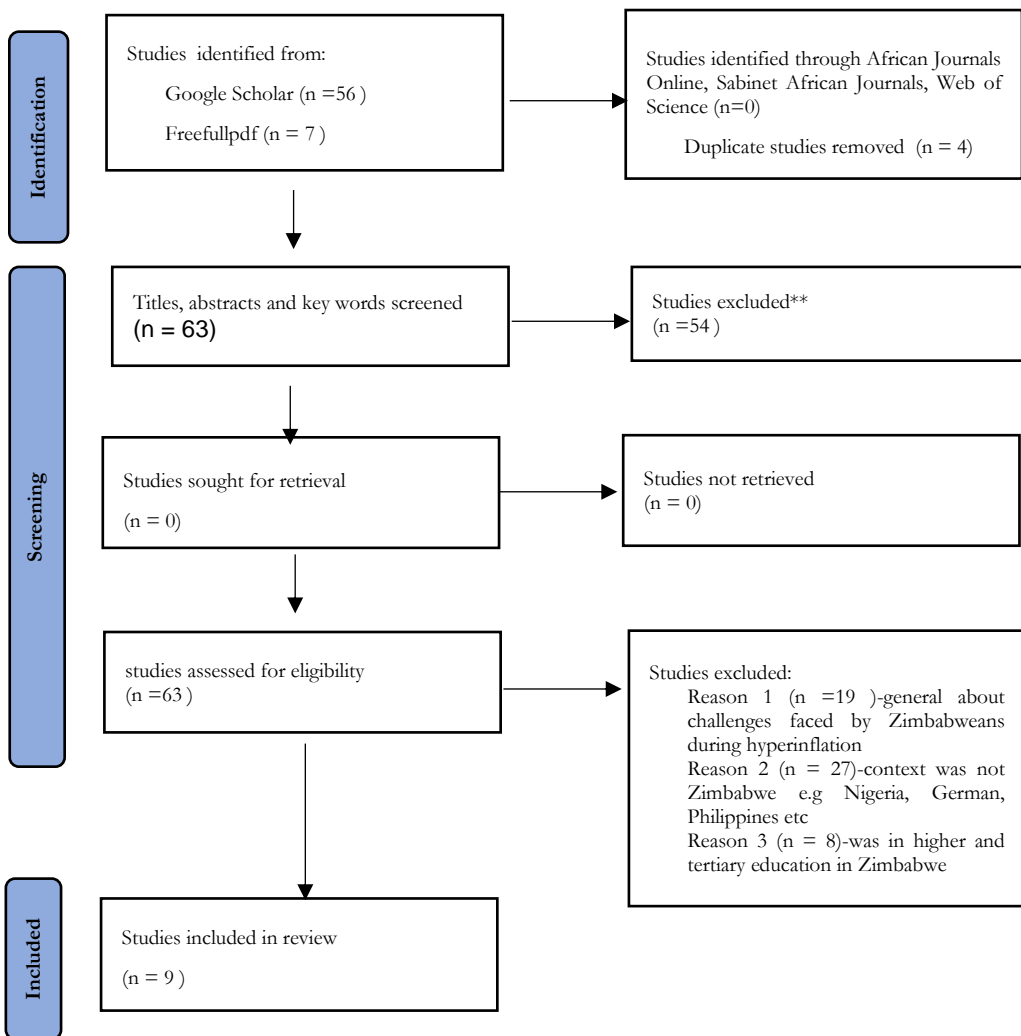 Identification
Studies identified from:
Google Scholar (n =56 )
Freefullpdf (n = 7 )
Studies identified through African Journals
Online, Sabinet African Journals, Web of
Science (n=0)
Duplicate studies removed (n = 4)
Screening
Titles, abstracts and key words screened
(n = 63)
Studies excluded**
(n =54 )
Studies sought for retrieval
(n = 0)
Studies not retrieved
(n = 0)
studies assessed for eligibility
(n =63 )
Studies excluded:
Reason 1 (n =19 )-general about
challenges faced by Zimbabweans
during hyperinflation
Reason 2 (n = 27)-context was not
Zimbabwe e.g Nigeria, German,
Philippines etc
Reason 3 (n = 8)-was in higher and
tertiary education in Zimbabwe
Included
Studies included in review
(n = 9 )